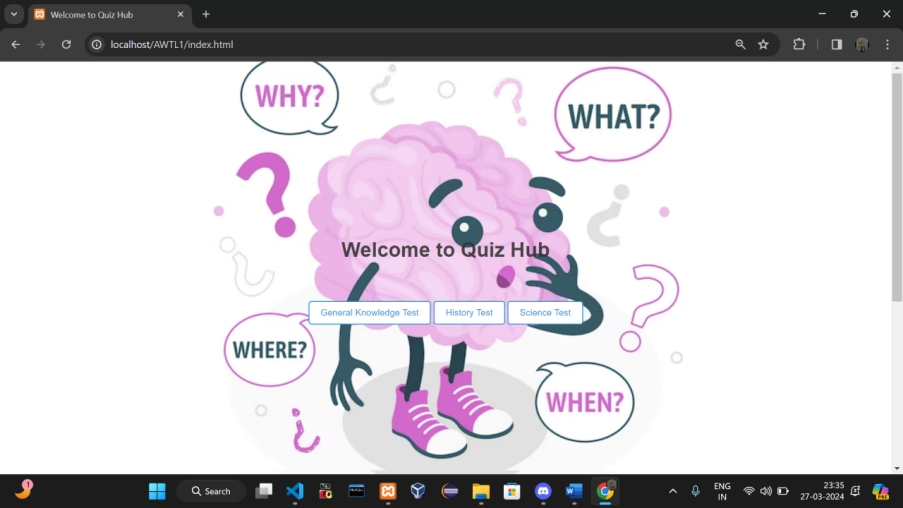 Welcome to Quiz Hub
localhost/AWTL1/index.html
WHY?
WHAT?
Welcome to Quiz Hub
General Knowledge Test
History Test
Science Test
WHERE?
WHEN?
Search
ENG
IN
23:35
27-03-2024